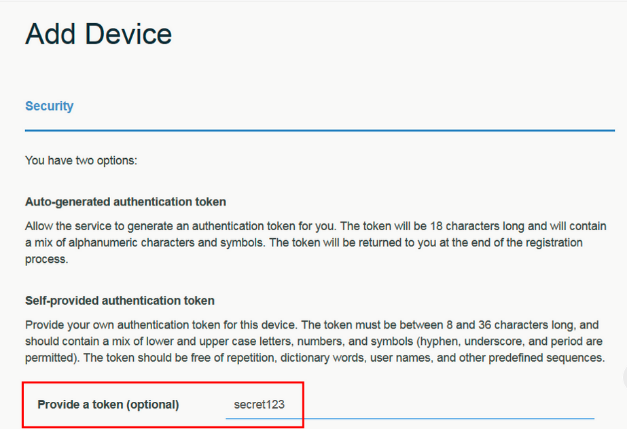 Add Device
Security
You have two options:
Auto-generated authentication token
Allow the service to generate an authentication token for you. The token will be 18 characters long and will contain
a mix of alphanumeric characters and symbols. The token will be returned to you at the end of the registration
process.
Self-provided authentication token
Provide your own authentication token for this device. The token must be between 8 and 36 characters long, and
should contain a mix of lower and upper case letters, numbers, and symbols (hyphen, underscore, and period are
permitted). The token should be free of repetition, dictionary words, user names, and other predefined sequences.
Provide a token (optional) secret123